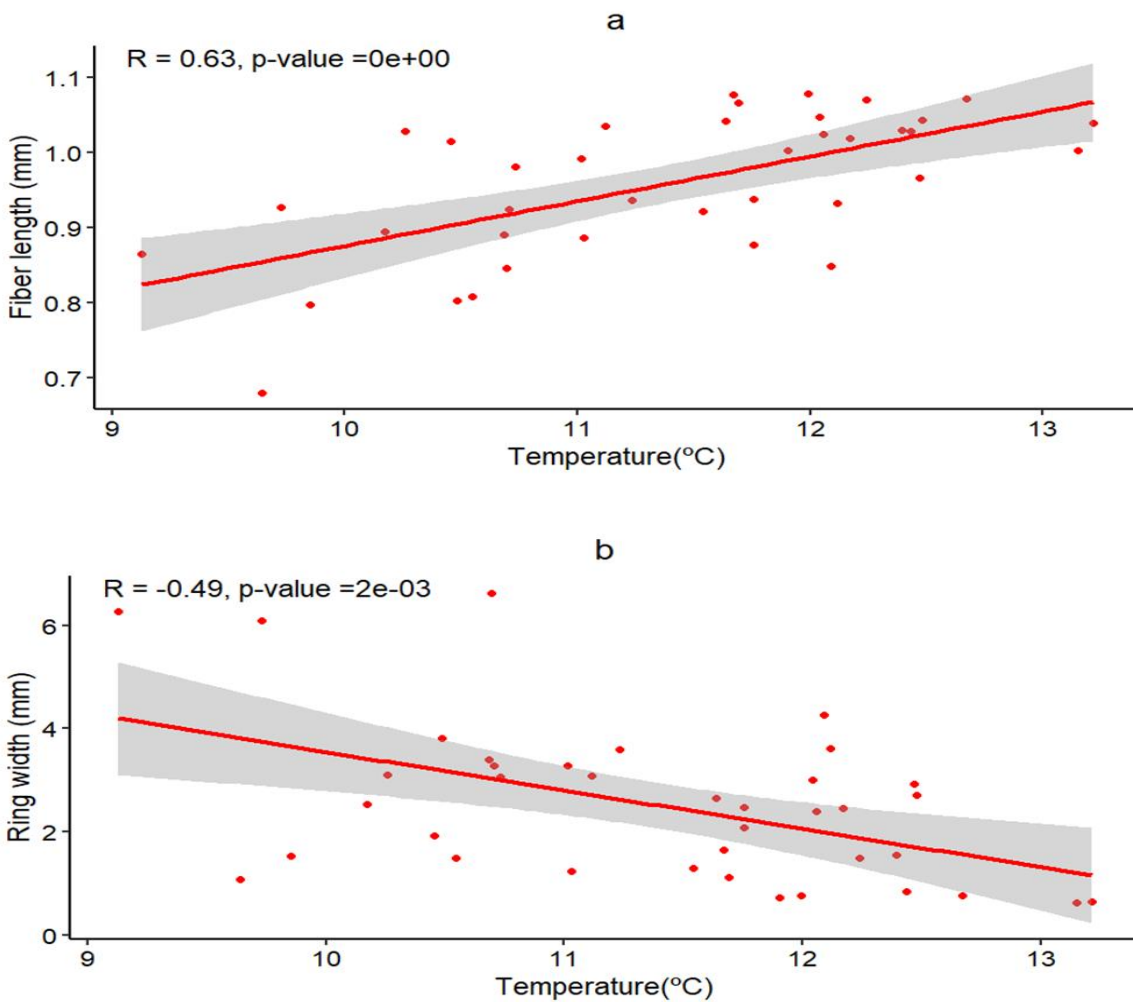 a
R = 0.63, p-value =0e+00
Fiber length (mm)
1.1
1.0
0.9
0.8
0.7
9 10 11 12 13
Temperature(ºC)
b
R = -0.49, p-value =2e-03
Ring width (mm)
6
4
2
0
9 10 11 12 13
Temperature(ºC)